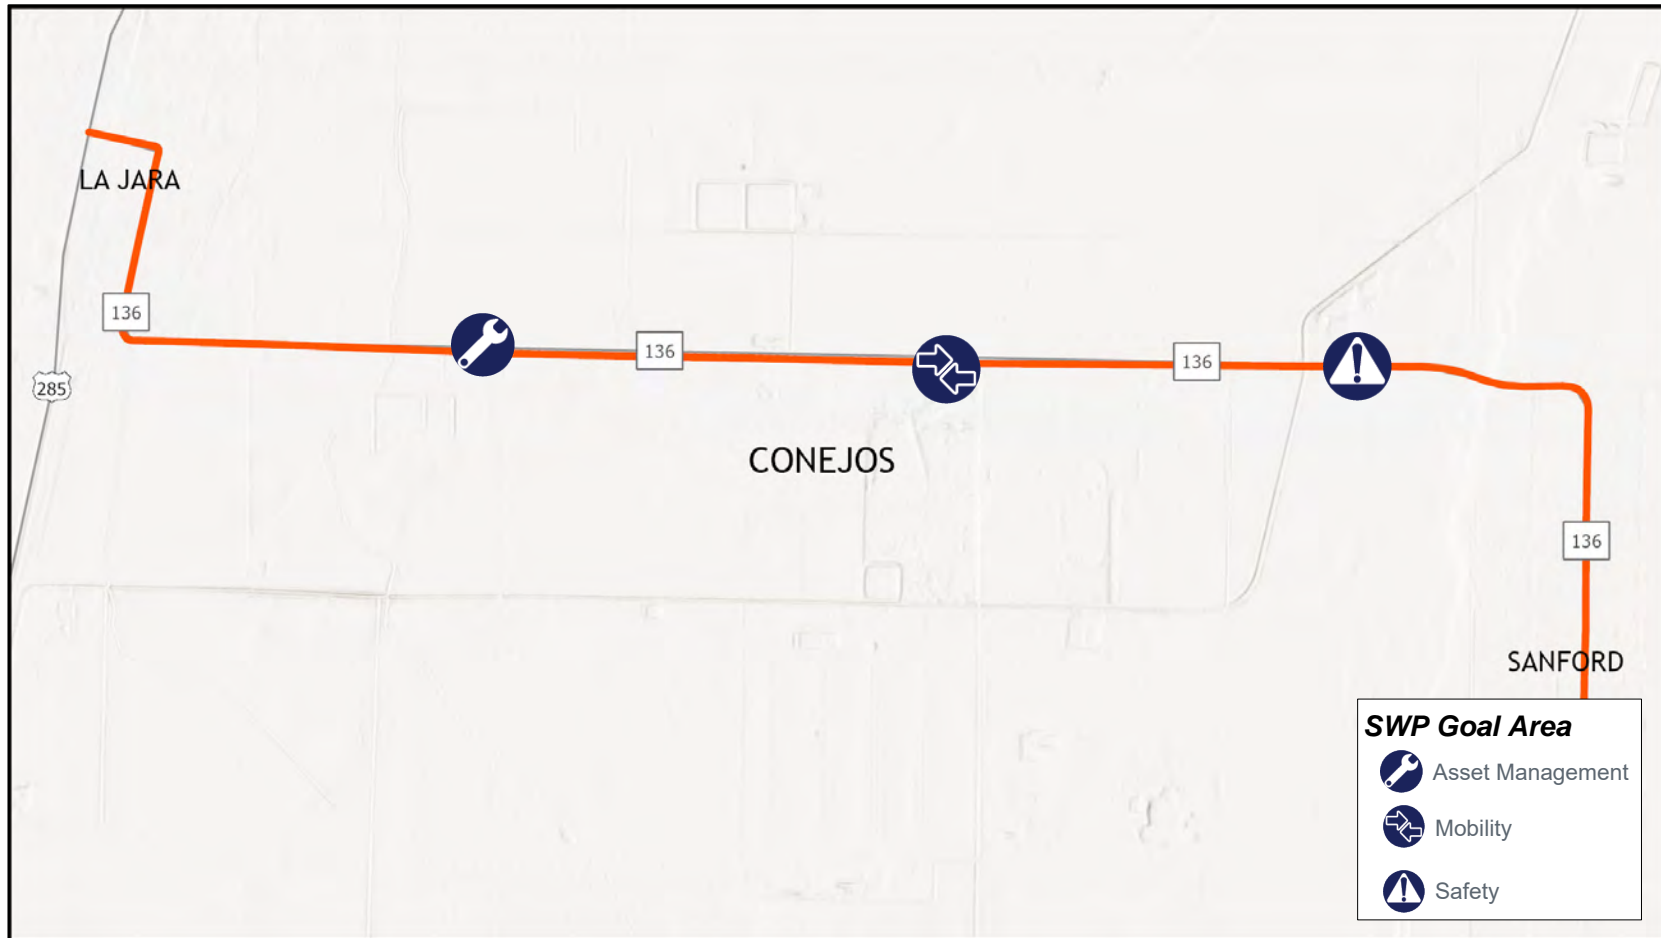 LA JARA
136
136
136
285
CONEJOS
136
SANFORD
SWP Goal Area
Asset Management
Mobility
Safety